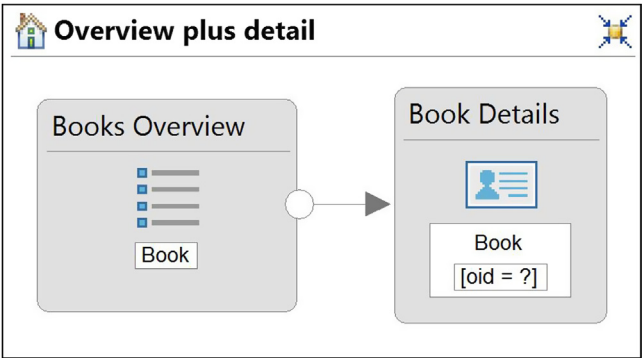 Overview plus detail
Books Overview
Book
Book Details
Book
[oid = ?]